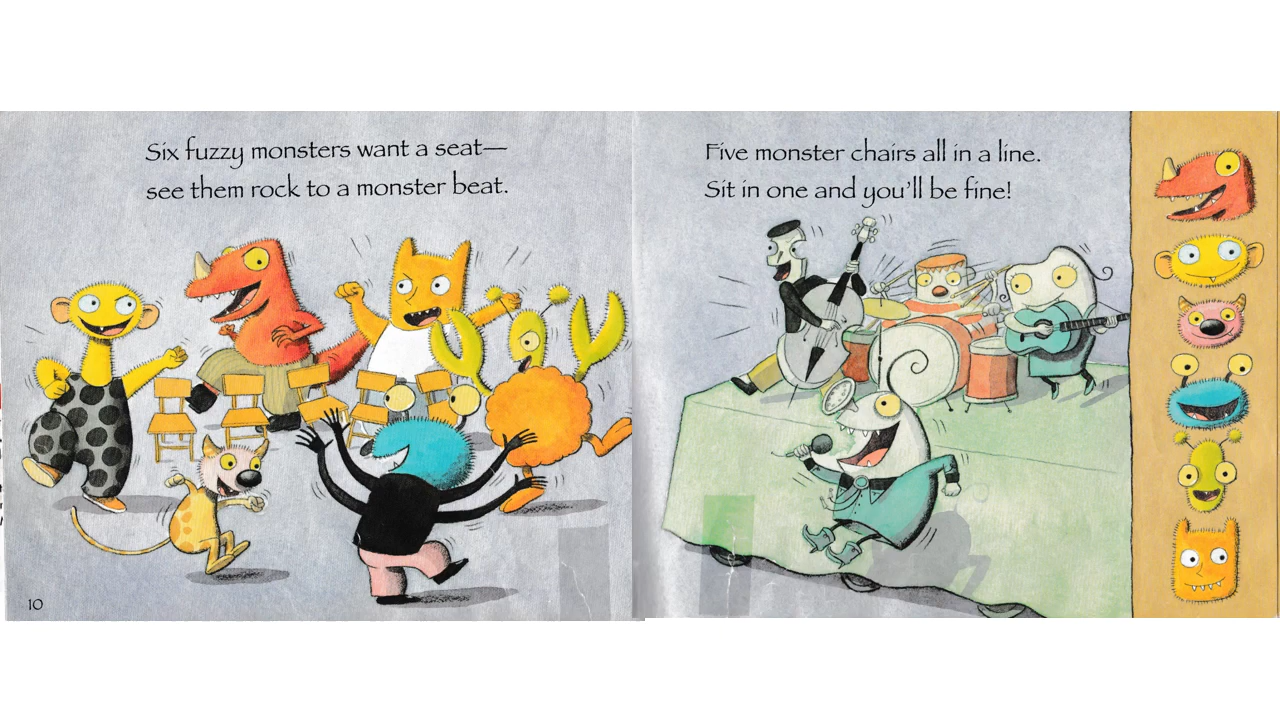 Six fuzzy monsters want a seat—
see them rock to a monster beat.
10
Five monster chairs all in a line.
Sit in one and you'll be fine!